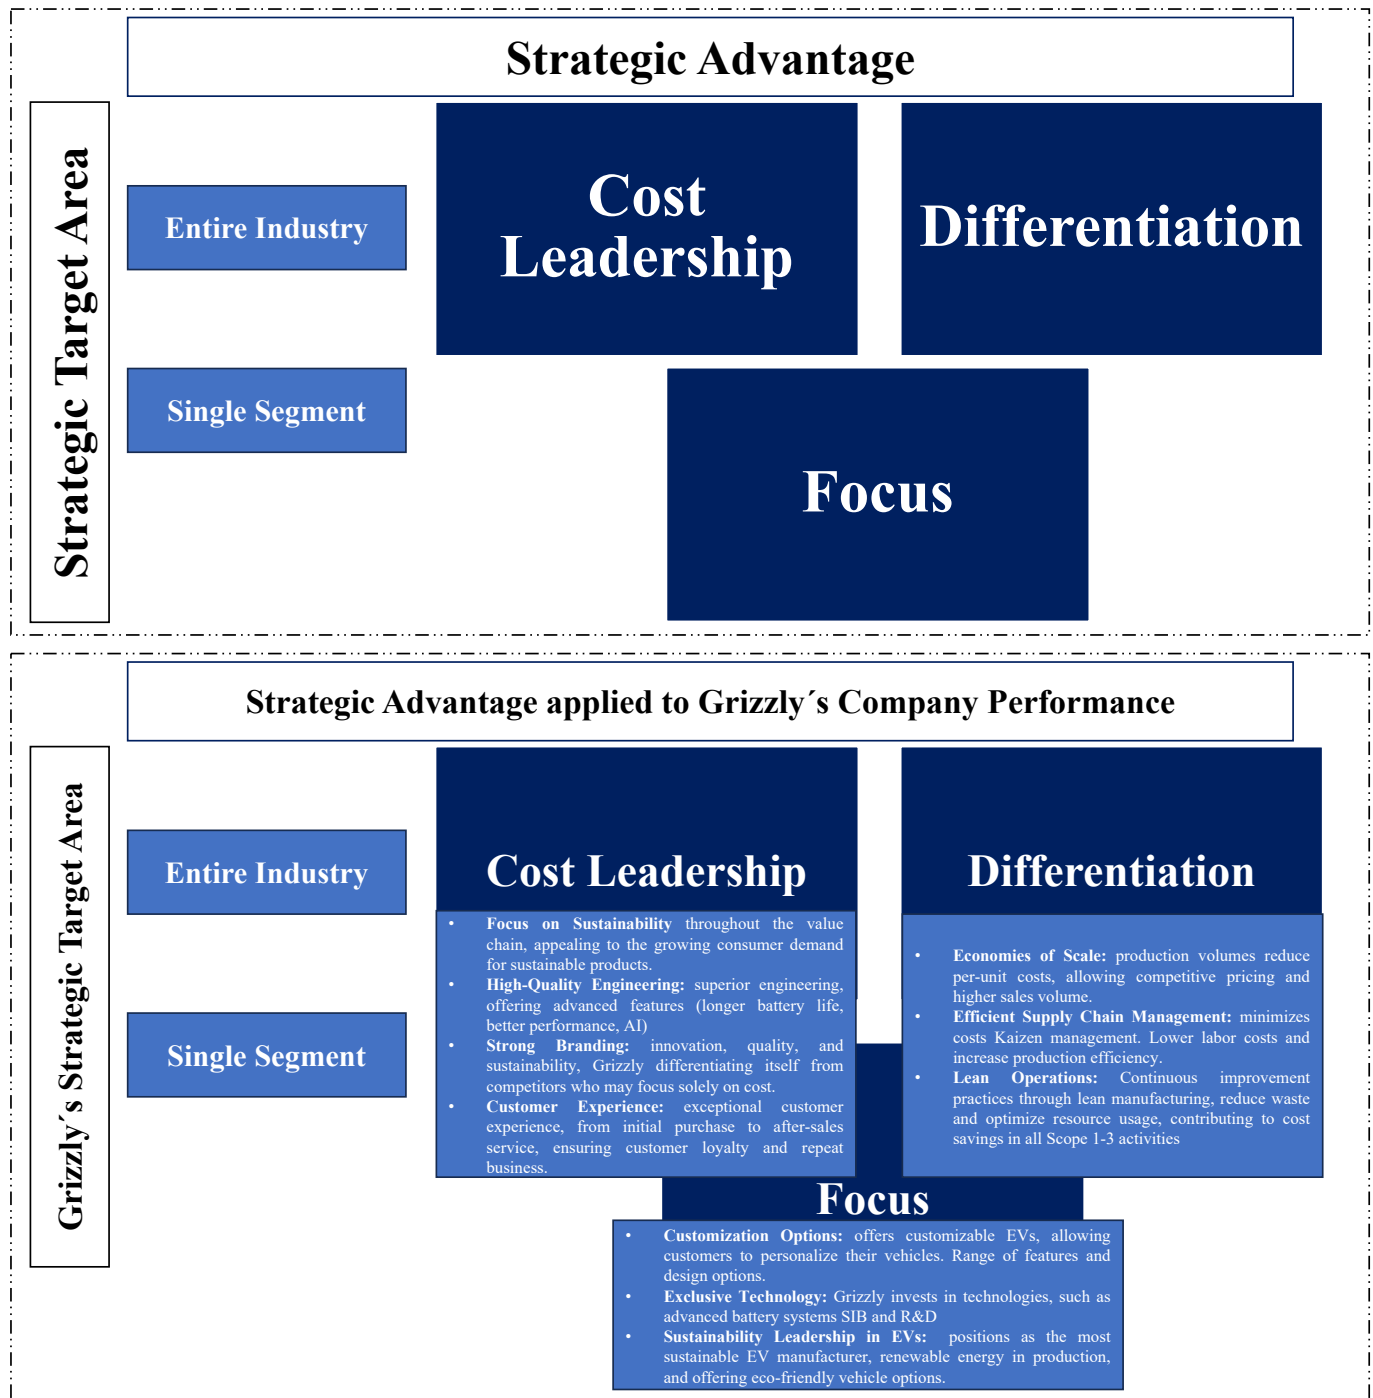 Strategic Advantage
Strategic Target Area
Entire Industry
Cost
Leadership
Differentiation
Single Segment
Focus
Strategic Advantage applied to Grizzly´s Company Performance
Grizzly´s Strategic Target Area
Entire Industry
Single Segment
Cost Leadership
• Focus on Sustainability throughout the value
chain, appealing to the growing consumer demand
for sustainable products.
• High-Quality Engineering: superior engineering,
offering advanced features (longer battery life,
better performance, AI)
• Strong Branding: innovation, quality, and
sustainability, Grizzly differentiating itself from
competitors who may focus solely on cost.
• Customer Experience: exceptional customer
experience, from initial purchase to after-sales
service, ensuring customer loyalty and repeat
business.
Differentiation
• Economies of Scale: production volumes reduce
per-unit costs, allowing competitive pricing and
higher sales volume.
• Efficient Supply Chain Management: minimizes
costs Kaizen management. Lower labor costs and
increase production efficiency.
• Lean Operations: Continuous improvement
practices through lean manufacturing, reduce waste
and optimize resource usage, contributing to cost
savings in all Scope 1-3 activities
Focus
• Customization Options: offers customizable EVs, allowing
customers to personalize their vehicles. Range of features and
design options.
• Exclusive Technology: Grizzly invests in technologies, such as
advanced battery systems SIB and R&D
• Sustainability Leadership in EVs: positions as the most
sustainable EV manufacturer, renewable energy in production,
and offering eco-friendly vehicle options.